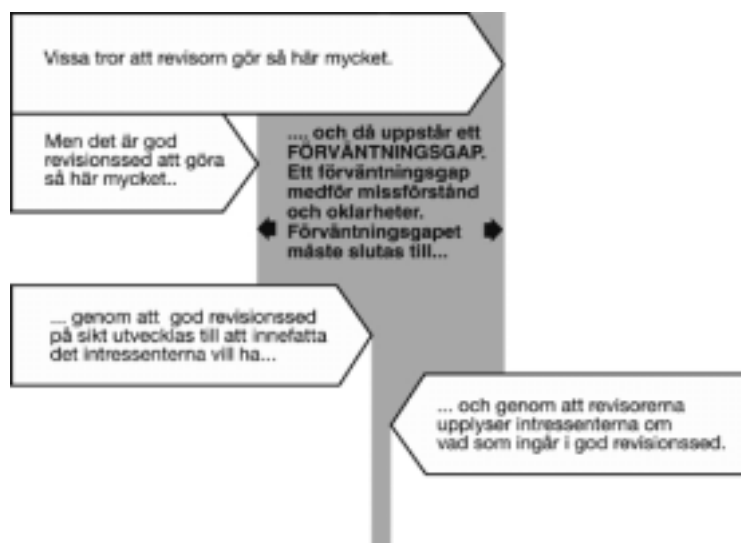 Vissa tror att revisorn gör så här mycket.
Men det är god
revisionssed att göra
så här mycket..
...., och då uppstår ett
FÖRVÄNTNINGSGAP.
Ett förväntningsgap
medför missförstånd
och oklarheter.
Förväntningsgapet
måste slutas till...
... genom att god revisionssed
på sikt utvecklas till att innefatta
det intressenterna vill ha...
... och genom att revisorerna
upplyser intressenterna om
vad som ingår i god revisionssed.